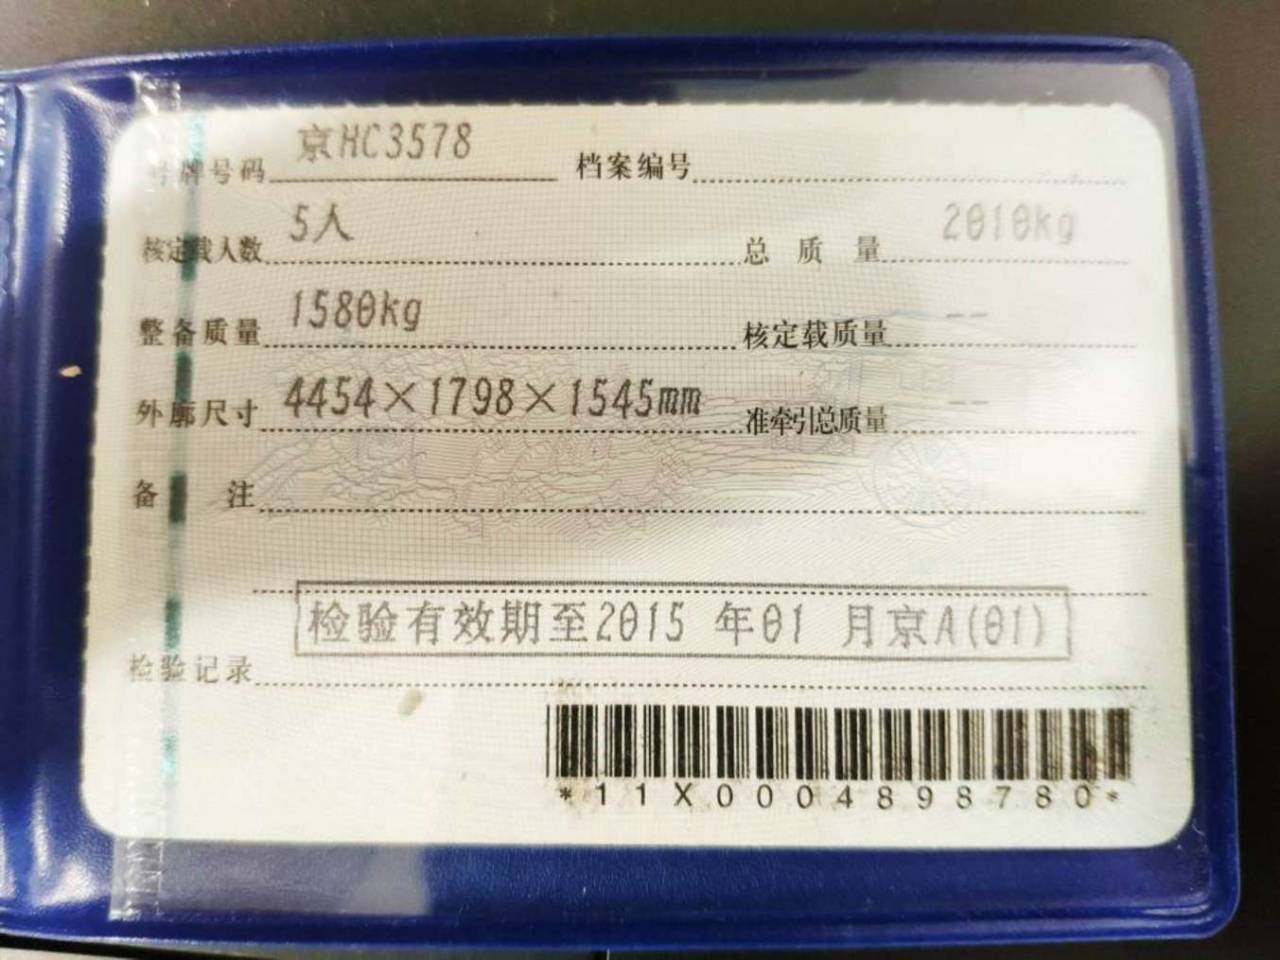 号牌号码 京HC3578 档案编号
核定载人数 5人 总质量 2010kg
整备质量 1580kg 核定载质量 --
外廓尺寸 4454×1798×1545mm 准牵引总质量 --
备注
检验有效期至2015 年01 月京A(01)
检验记录
*11X0004898780*